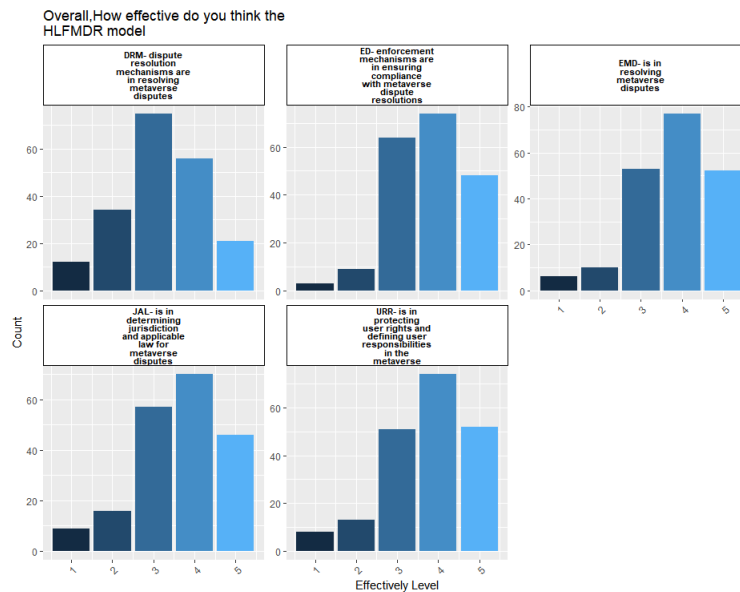 Overall,How effective do you think the
HLFMDR model
DRM- dispute
resolution
mechanisms are
in resolving
metaverse
disputes
ED- enforcement
mechanisms are
in ensuring
compliance
with metaverse
dispute
resolutions
EMD- is in
resolving
metaverse
disputes
60
40
20
0
60
40
20
0
80
60
40
20
0
1 2 3 4 5
JAL- is in
determining
jurisdiction
and applicable
law for
metaverse
disputes
URR- is in
protecting
user rights and
defining user
responsibilities
in the
metaverse
Count
60
40
20
0
60
40
20
0
1 2 3 4 5
1 2 3 4 5
Effectively Level